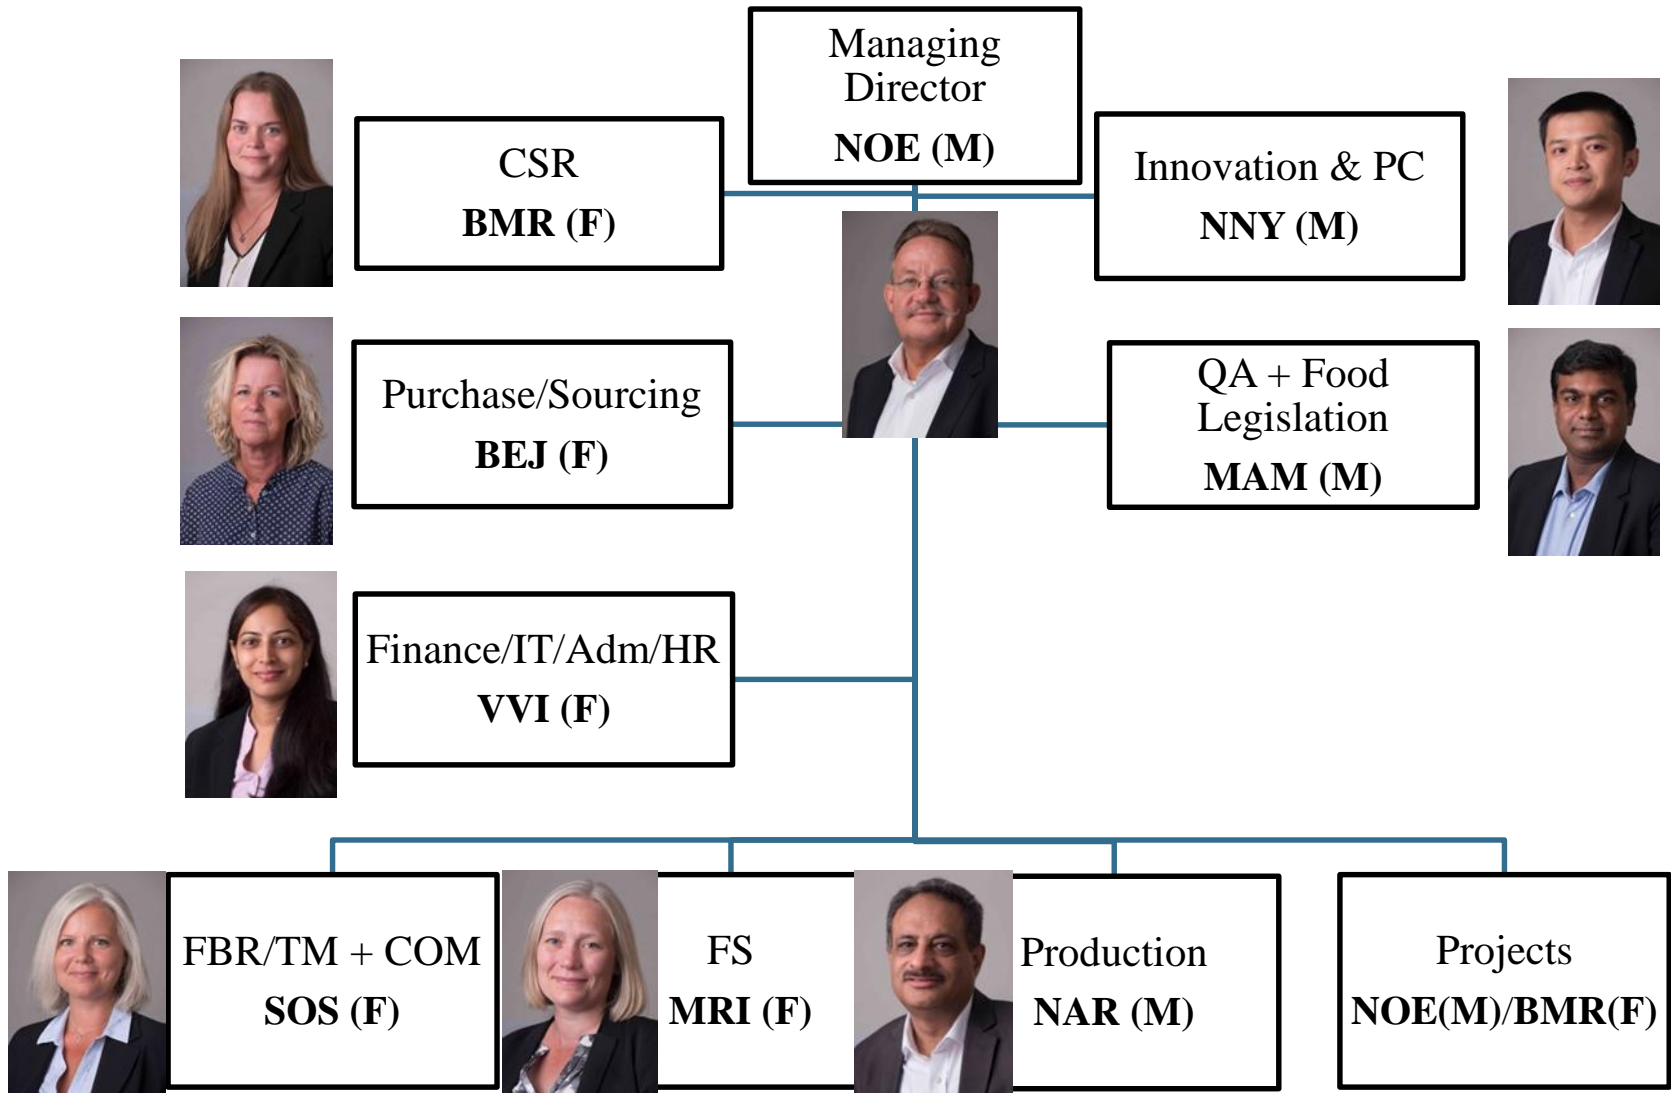 Managing
Director
NOE (M)
CSR
BMR (F)
Innovation & PC
NNY (M)
Purchase/Sourcing
BEJ (F)
QA + Food
Legislation
MAM (M)
Finance/IT/Adm/HR
VVI (F)
FBR/TM + COM
SOS (F)
FS
MRI (F)
Production
NAR (M)
Projects
NOE(M)/BMR(F)